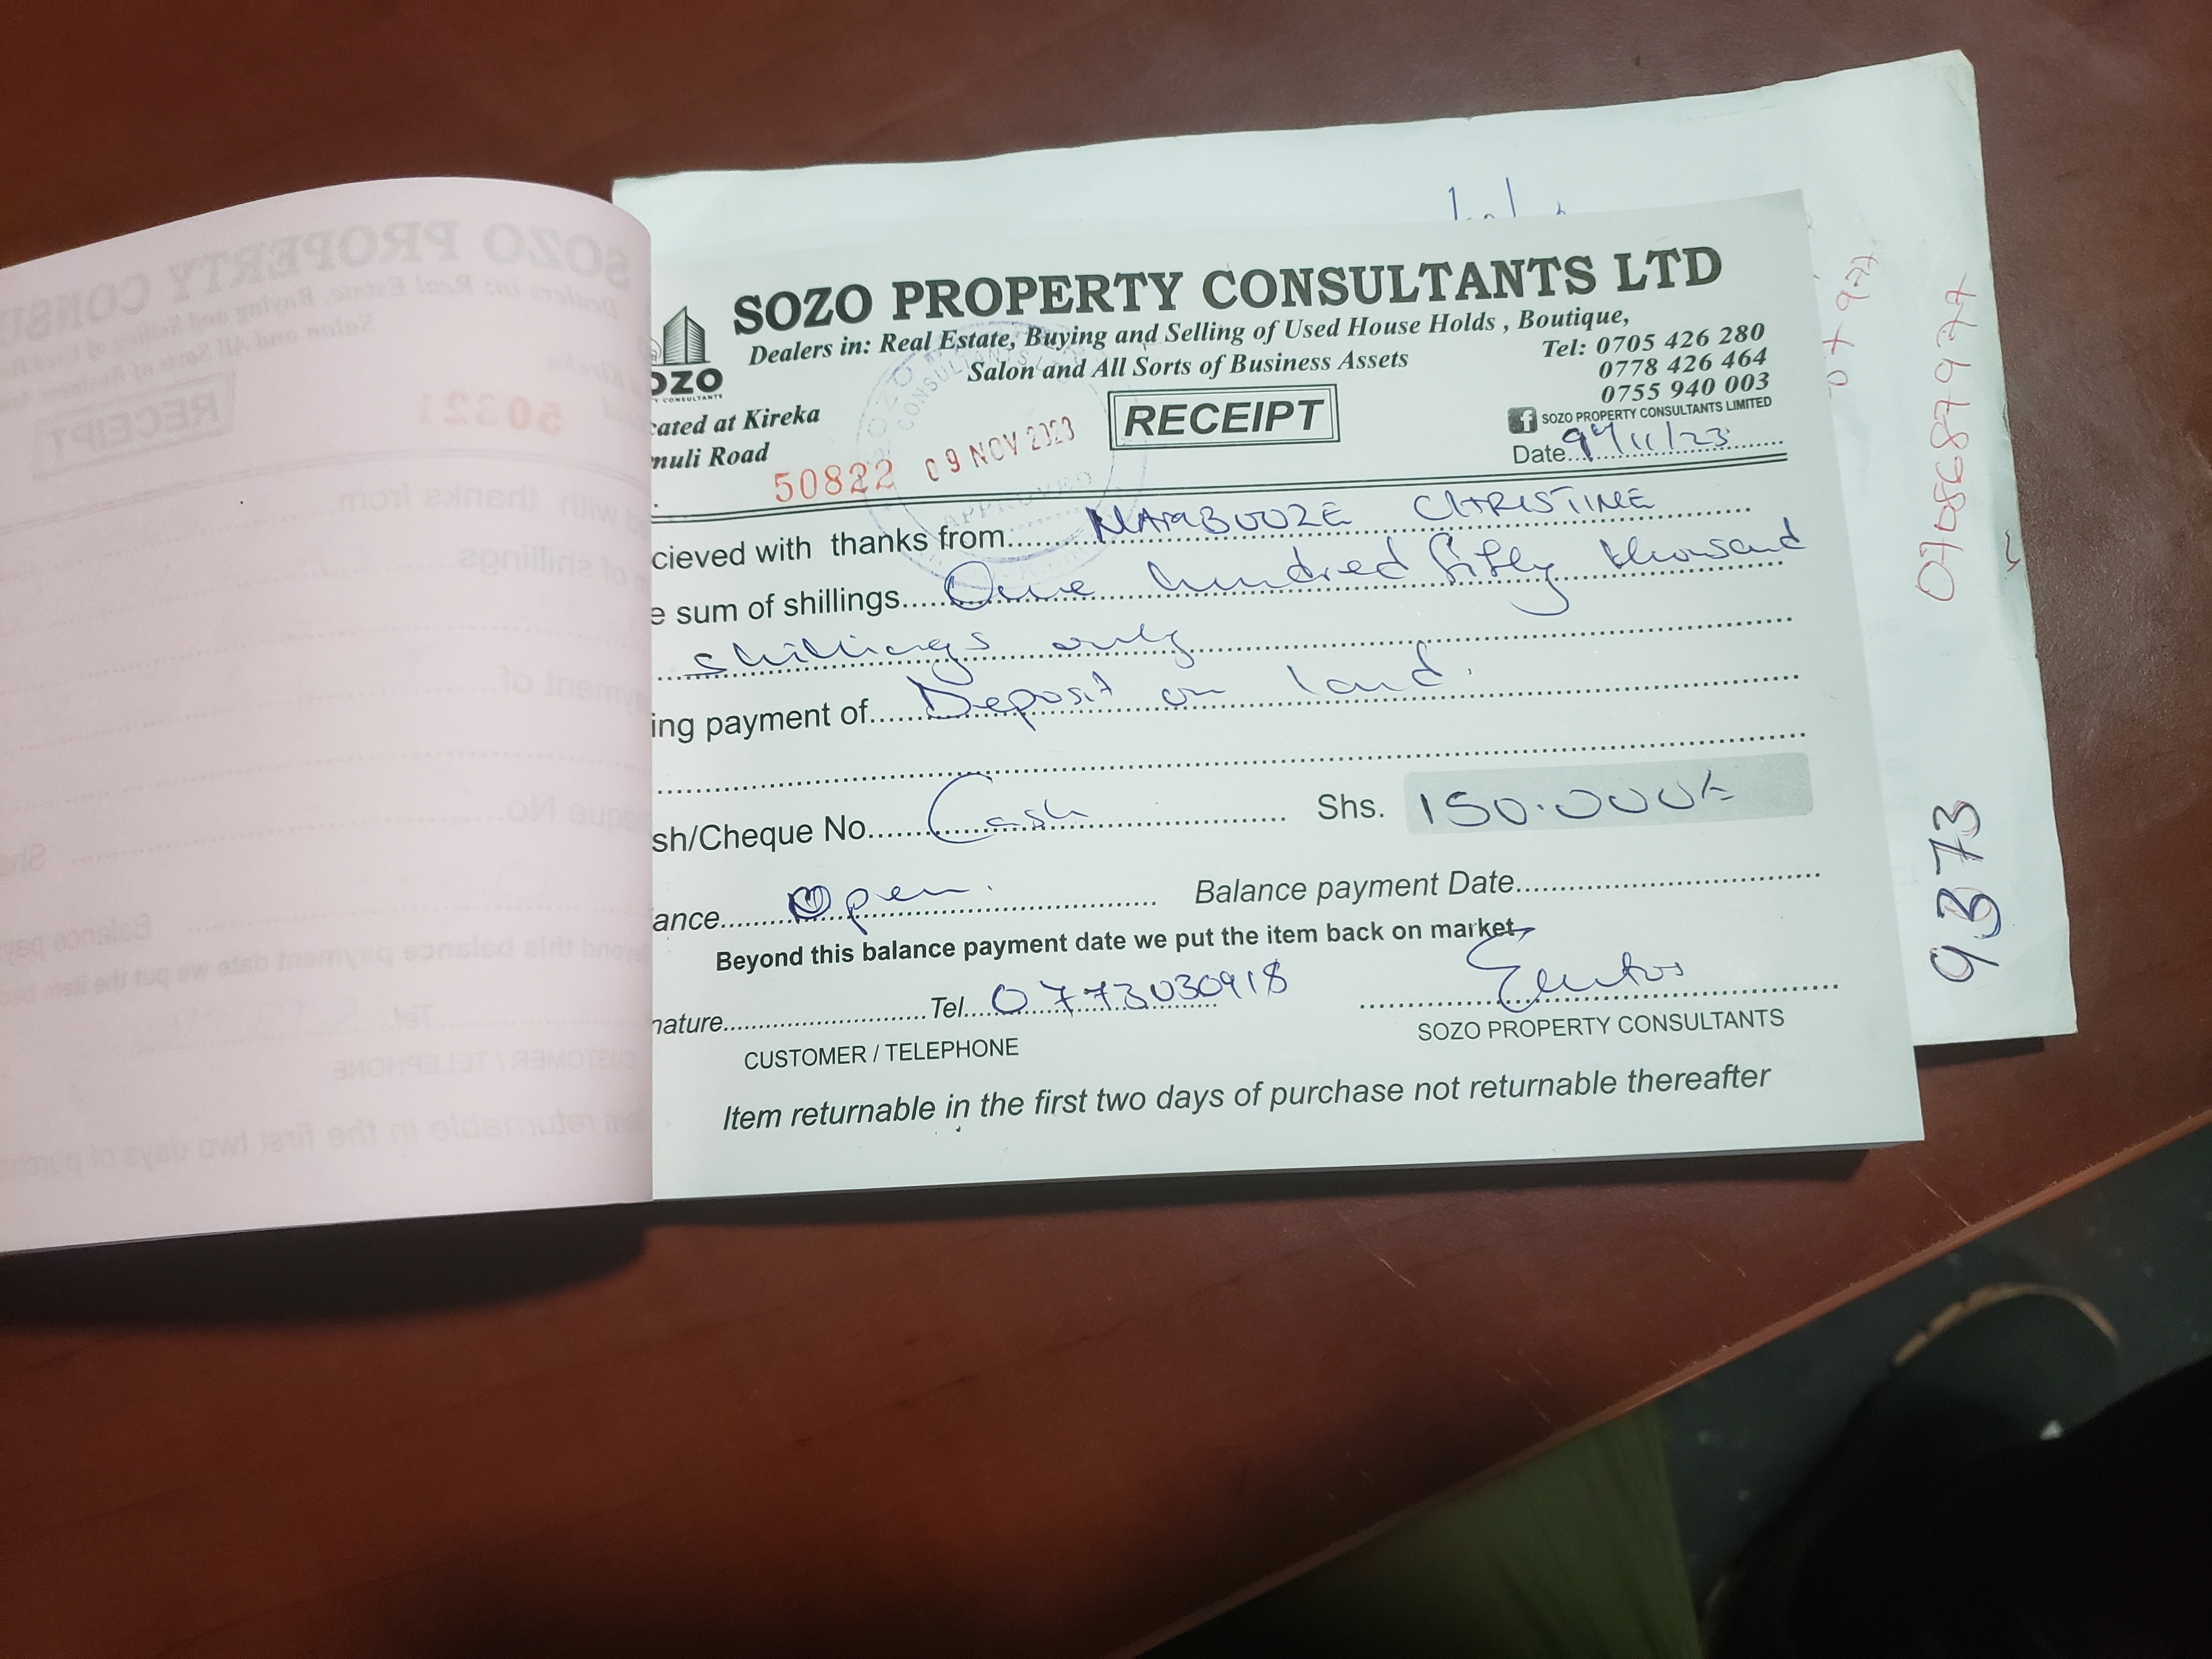 SOZO PROPERTY CONSULTANTS LTD
Dealers in: Real Estate, Buying and Selling of Used House Holds , Boutique,
Salon and All Sorts of Business Assets
Tel: 0705 426 280
0778 426 464
0755 940 003
OZO
Y CONSULTANTS
cated at Kireka
muli Road
RECEIPT
SOZO PROPERTY CONSULTANTS LIMITED
50822
09 NOV 2023
Date 9/11/23
cieved with thanks from CHRISTINE
e sum of shillings One hundred fifty thousand
shillings only
ing payment of Deposit on land.
sh/Cheque No. Cash Shs. 150.000/=
ance Open. Balance payment Date
Beyond this balance payment date we put the item back on market,
nature Tel. 0777303 0918
CUSTOMER / TELEPHONE
SOZO PROPERTY CONSULTANTS
Item returnable in the first two days of purchase not returnable thereafter
0708687977
9373